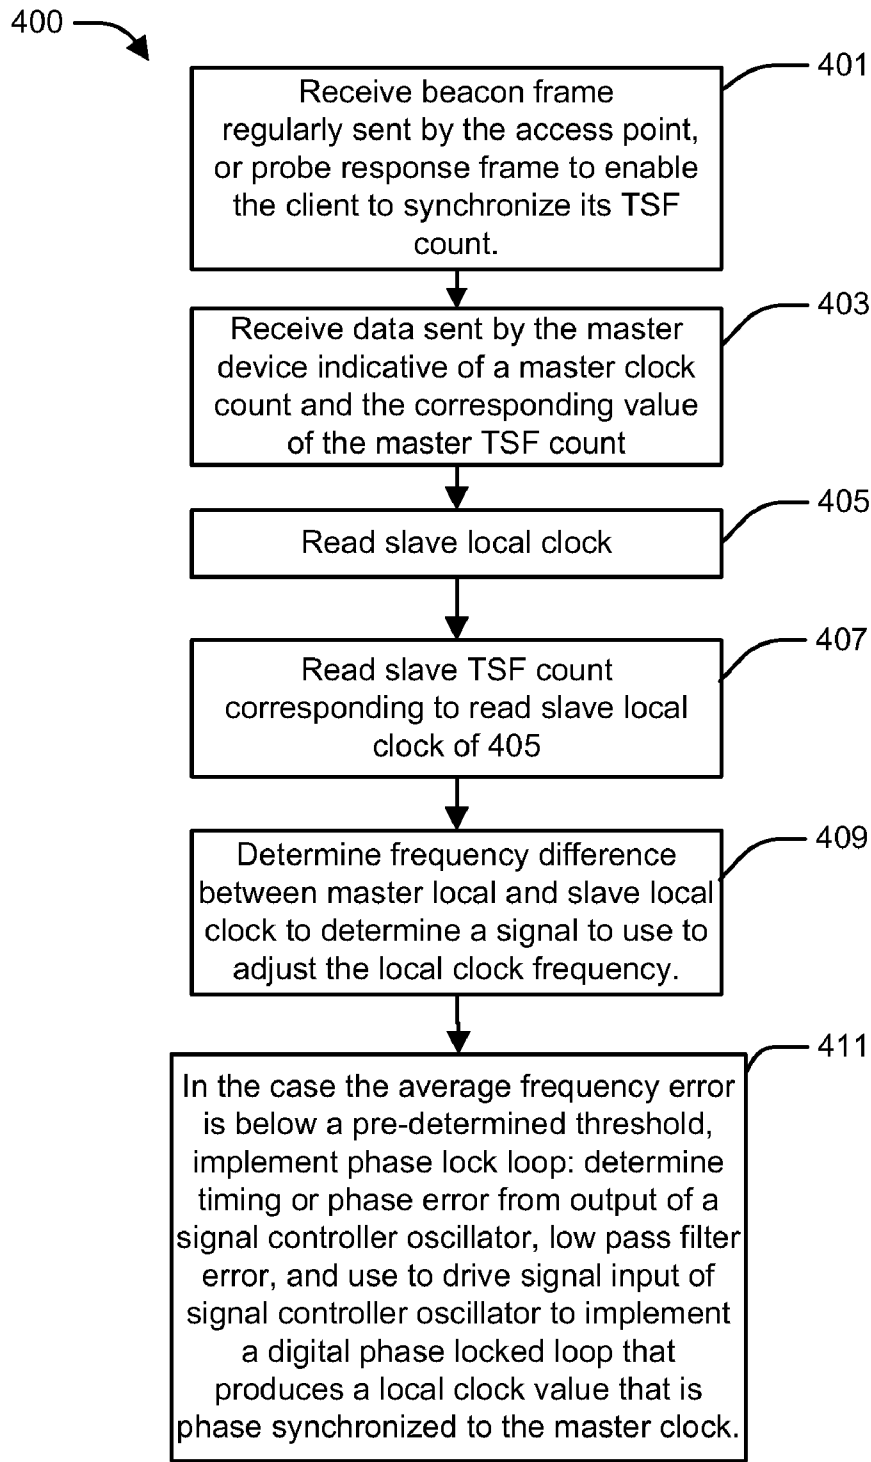 400
401
Receive beacon frame
regularly sent by the access point,
or probe response frame to enable
the client to synchronize its TSF
count.
403
Receive data sent by the master
device indicative of a master clock
count and the corresponding value
of the master TSF count
405
Read slave local clock
407
Read slave TSF count
corresponding to read slave local
clock of 405
409
Determine frequency difference
between master local and slave local
clock to determine a signal to use to
adjust the local clock frequency.
411
In the case the average frequency error
is below a pre-determined threshold,
implement phase lock loop: determine
timing or phase error from output of a
signal controller oscillator, low pass filter
error, and use to drive signal input of
signal controller oscillator to implement
a digital phase locked loop that
produces a local clock value that is
phase synchronized to the master clock.